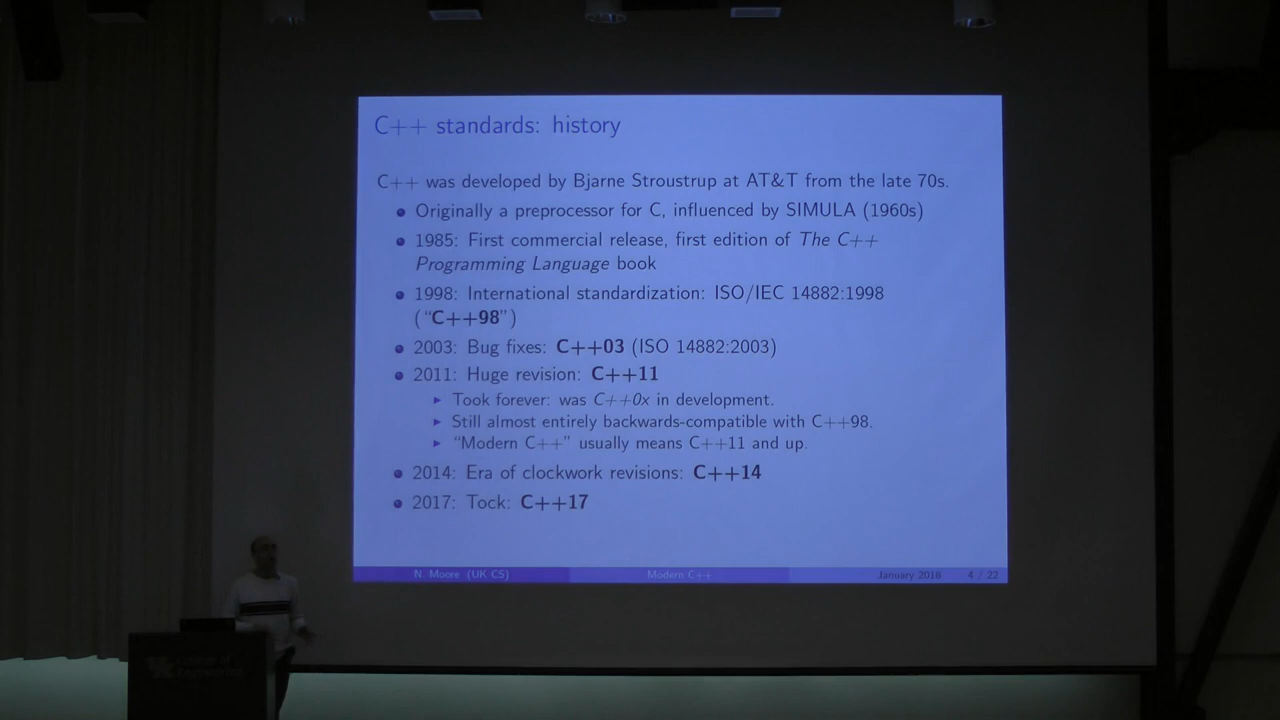 C++ standards: history
C++ was developed by Bjarne Stroustrup at AT&T from the late 70s.
Originally a preprocessor for C, influenced by SIMULA (1960s)
1985: First commercial release, first edition of The C++
Programming Language book
1998: International standardization: ISO/IEC 14882:1998
(“C++98”)
2003: Bug fixes: C++03 (ISO 14882:2003)
2011: Huge revision: C++11
Took forever: was C++0x in development.
Still almost entirely backwards-compatible with C++98.
“Modern C++” usually means C++11 and up.
2014: Era of clockwork revisions: C++14
2017: Tock: C++17
N. Moore (UK CS) Modern C++ January 2018 4 / 22